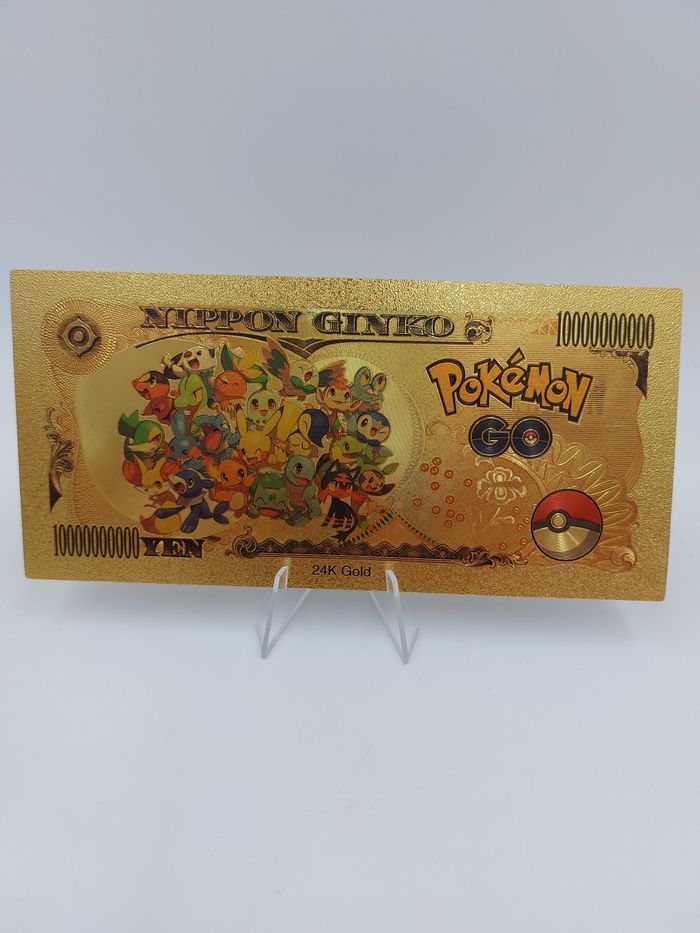 NIPPON GINKO
10000000000
POKéMON
GO
10000000000 YEN
24K Gold